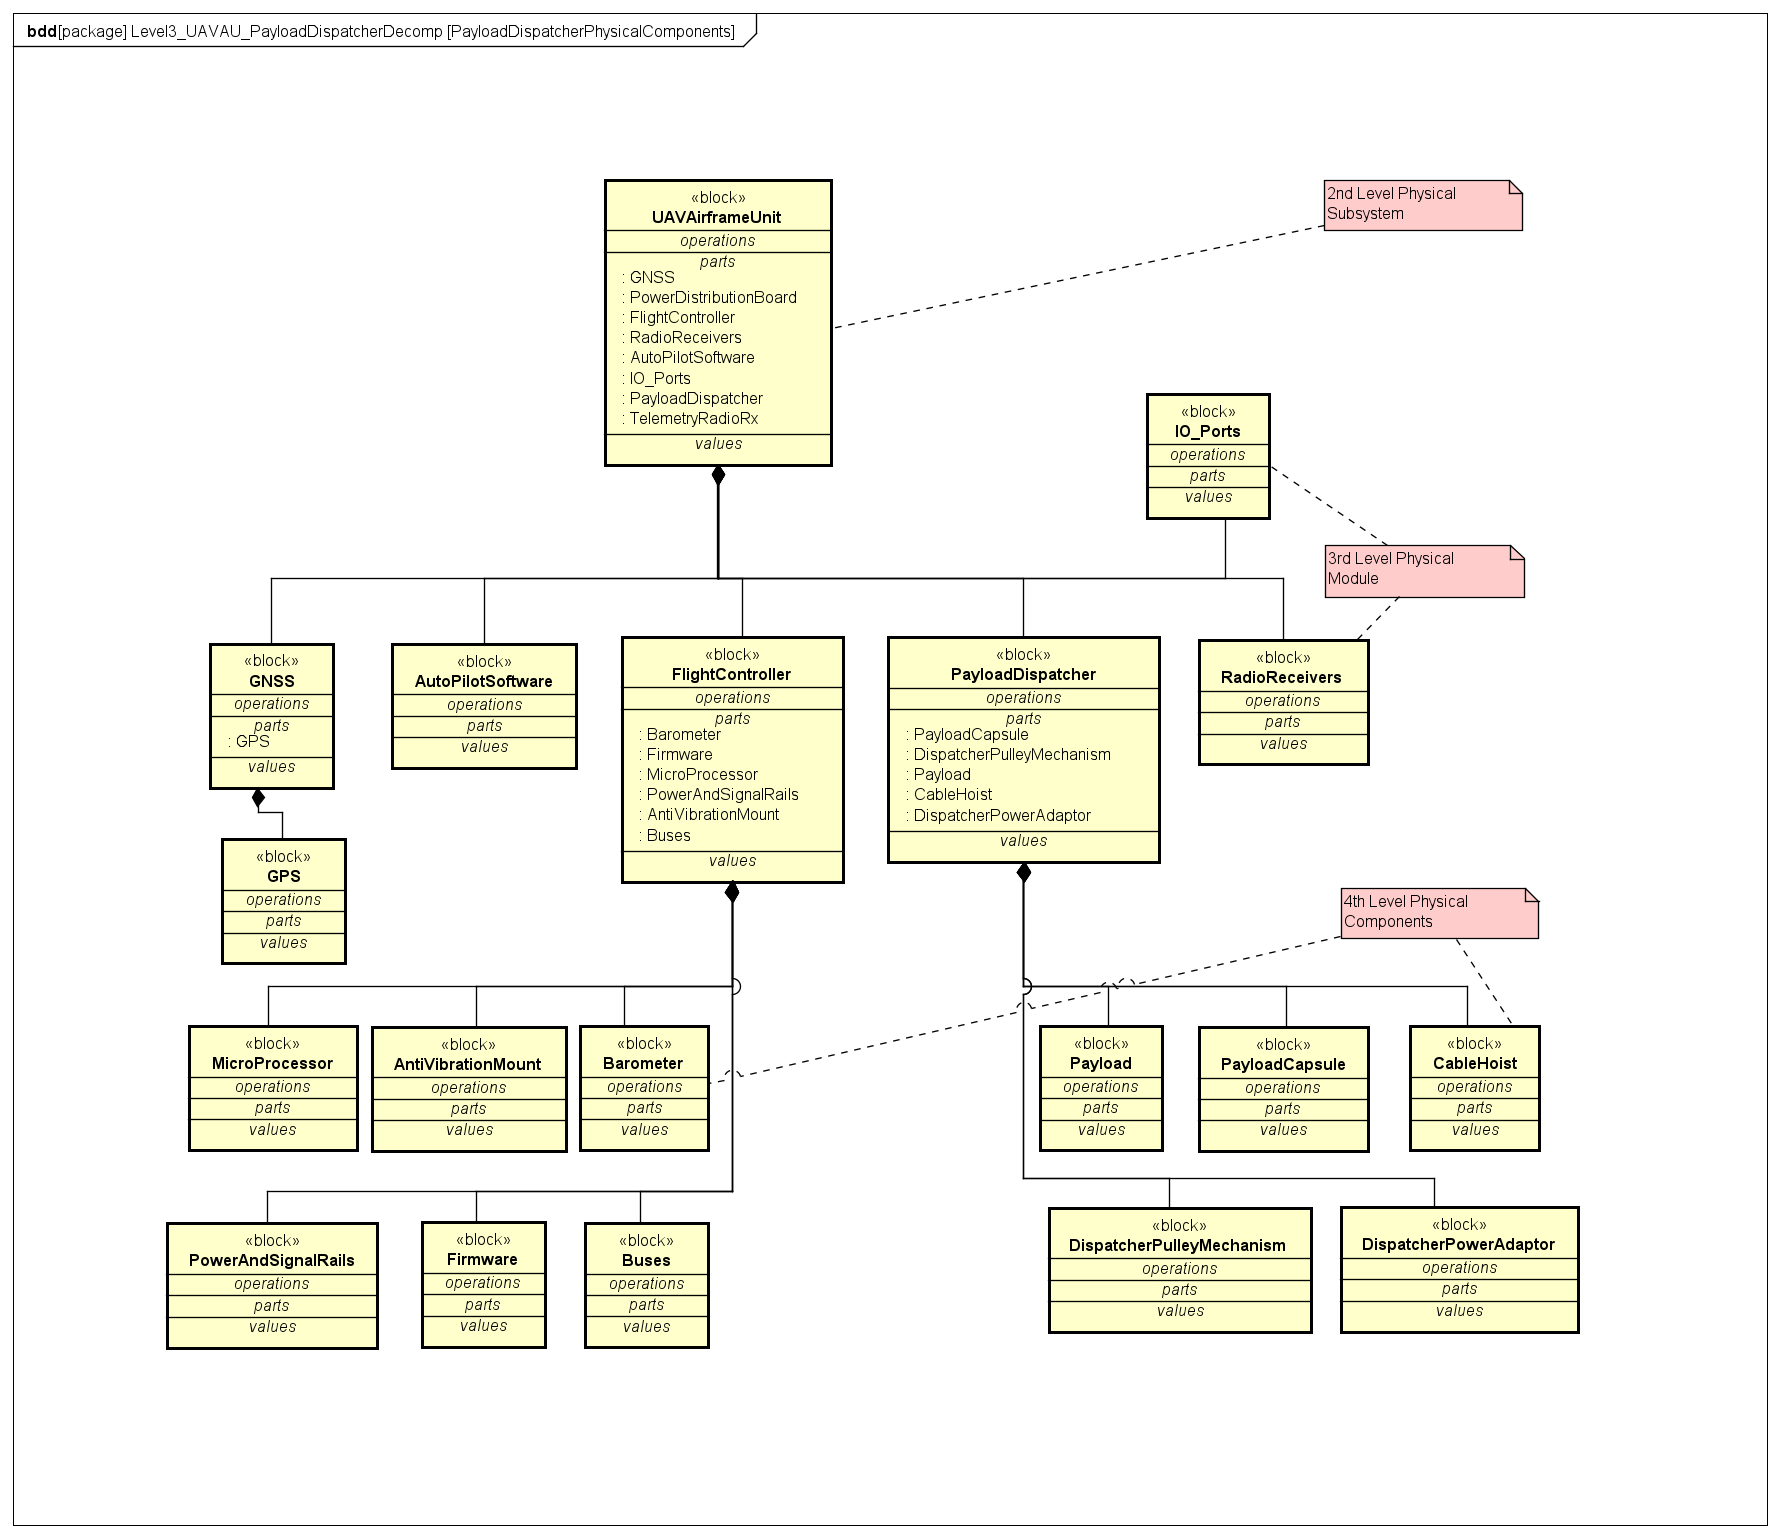 bdd[package] Level3_UAVAU_PayloadDispatcherDecomp [PayloadDispatcherPhysicalComponents]
«block»
UAVAirframeUnit
operations
parts
: GNSS
: PowerDistributionBoard
: FlightController
: RadioReceivers
: AutoPilotSoftware
: IO_Ports
: PayloadDispatcher
: TelemetryRadioRx
values
2nd Level Physical
Subsystem
«block»
IO_Ports
operations
parts
values
3rd Level Physical
Module
«block»
GNSS
operations
parts
: GPS
values
«block»
AutoPilotSoftware
operations
parts
values
«block»
FlightController
operations
parts
: Barometer
: Firmware
: MicroProcessor
: PowerAndSignalRails
: AntiVibrationMount
: Buses
values
«block»
PayloadDispatcher
operations
parts
: PayloadCapsule
: DispatcherPulleyMechanism
: Payload
: CableHoist
: DispatcherPowerAdaptor
values
«block»
RadioReceivers
operations
parts
values
«block»
GPS
operations
parts
values
4th Level Physical
Components
«block»
MicroProcessor
operations
parts
values
«block»
AntiVibrationMount
operations
parts
values
«block»
Barometer
operations
parts
values
«block»
Payload
operations
parts
values
«block»
PayloadCapsule
operations
parts
values
«block»
CableHoist
operations
parts
values
«block»
PowerAndSignalRails
operations
parts
values
«block»
Firmware
operations
parts
values
«block»
Buses
operations
parts
values
«block»
DispatcherPulleyMechanism
operations
parts
values
«block»
DispatcherPowerAdaptor
operations
parts
values